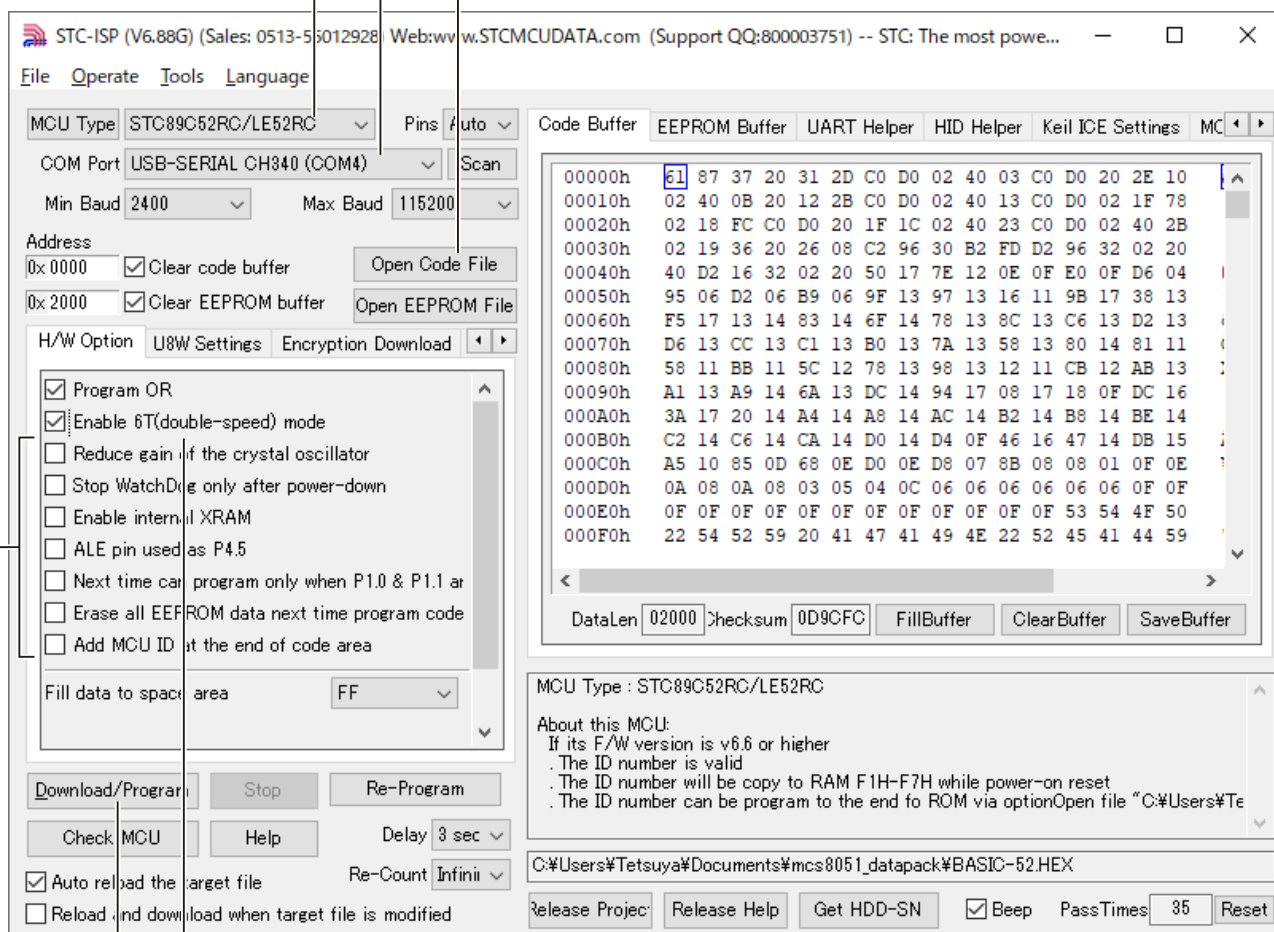 STC-ISP (V6.88G) (Sales: 0513-55012928) Web:www.STCMCUDATA.com (Support QQ:800003751) -- STC: The most powe...
File Operate Tools Language
MCU Type STC89C52RC/LE52RC Pins Auto
COM Port USB-SERIAL CH340 (COM4) Scan
Min Baud 2400 Max Baud 115200
Address
0x 0000 Clear code buffer Open Code File
0x 2000 Clear EEPROM buffer Open EEPROM File
H/W Option U8W Settings Encryption Download
Program OR
Enable 6T(double-speed) mode
Reduce gain of the crystal oscillator
Stop WatchDog only after power-down
Enable internal XRAM
ALE pin used as P4.5
Next time can program only when P1.0 & P1.1 ar
Erase all EEPROM data next time program code
Add MCU ID at the end of code area
Fill data to space area FF
Download/Program Stop Re-Program
Check MCU Help Delay 3 sec
Auto reload the target file Re-Count Infinit
Reload and download when target file is modified
Code Buffer EEPROM Buffer UART Helper HID Helper Keil ICE Settings MC
00000h 61 87 37 20 31 2D C0 D0 02 40 03 C0 D0 20 2E 10
00010h 02 40 0B 20 12 2B C0 D0 02 40 13 C0 D0 02 1F 78
00020h 02 18 FC C0 D0 20 1F 1C 02 40 23 C0 D0 02 40 2B
00030h 02 19 36 20 26 08 C2 96 30 B2 FD D2 96 32 02 20
00040h 40 D2 16 32 02 20 50 17 7E 12 0E 0F E0 0F D6 04
00050h 95 06 D2 06 B9 06 9F 13 97 13 16 11 9B 17 38 13
00060h F5 17 13 14 83 14 6F 14 78 13 8C 13 C6 13 D2 13
00070h D6 13 CC 13 C1 13 B0 13 7A 13 58 13 80 14 81 11
00080h 58 11 BB 11 5C 12 78 13 98 13 12 11 CB 12 AB 13
00090h A1 13 A9 14 6A 13 DC 14 94 17 08 17 18 0F DC 16
000A0h 3A 17 20 14 A4 14 A8 14 AC 14 B2 14 B8 14 BE 14
000B0h C2 14 C6 14 CA 14 D0 14 D4 0F 46 16 47 14 DB 15
000C0h A5 10 85 0D 68 0E D0 0E D8 07 8B 08 08 01 0F 0E
000D0h 0A 08 0A 08 03 05 04 0C 06 06 06 06 06 06 0F 0F
000E0h 0F 0F 0F 0F 0F 0F 0F 0F 0F 0F 0F 0F 53 54 4F 50
000F0h 22 54 52 59 20 41 47 41 49 4E 22 52 45 41 44 59
DataLen 02000 Checksum 0D9CFC FillBuffer ClearBuffer SaveBuffer
MCU Type : STC89C52RC/LE52RC
About this MCU:
If its F/W version is v6.6 or higher
. The ID number is valid
. The ID number will be copy to RAM F1H-F7H while power-on reset
. The ID number can be program to the end fo ROM via optionOpen file "C:¥Users¥Te
C:¥Users¥Tetsuya¥Documents¥mcs8051_datapack¥BASIC-52.HEX
Release Projec Release Help Get HDD-SN Beep PassTimes 35 Reset